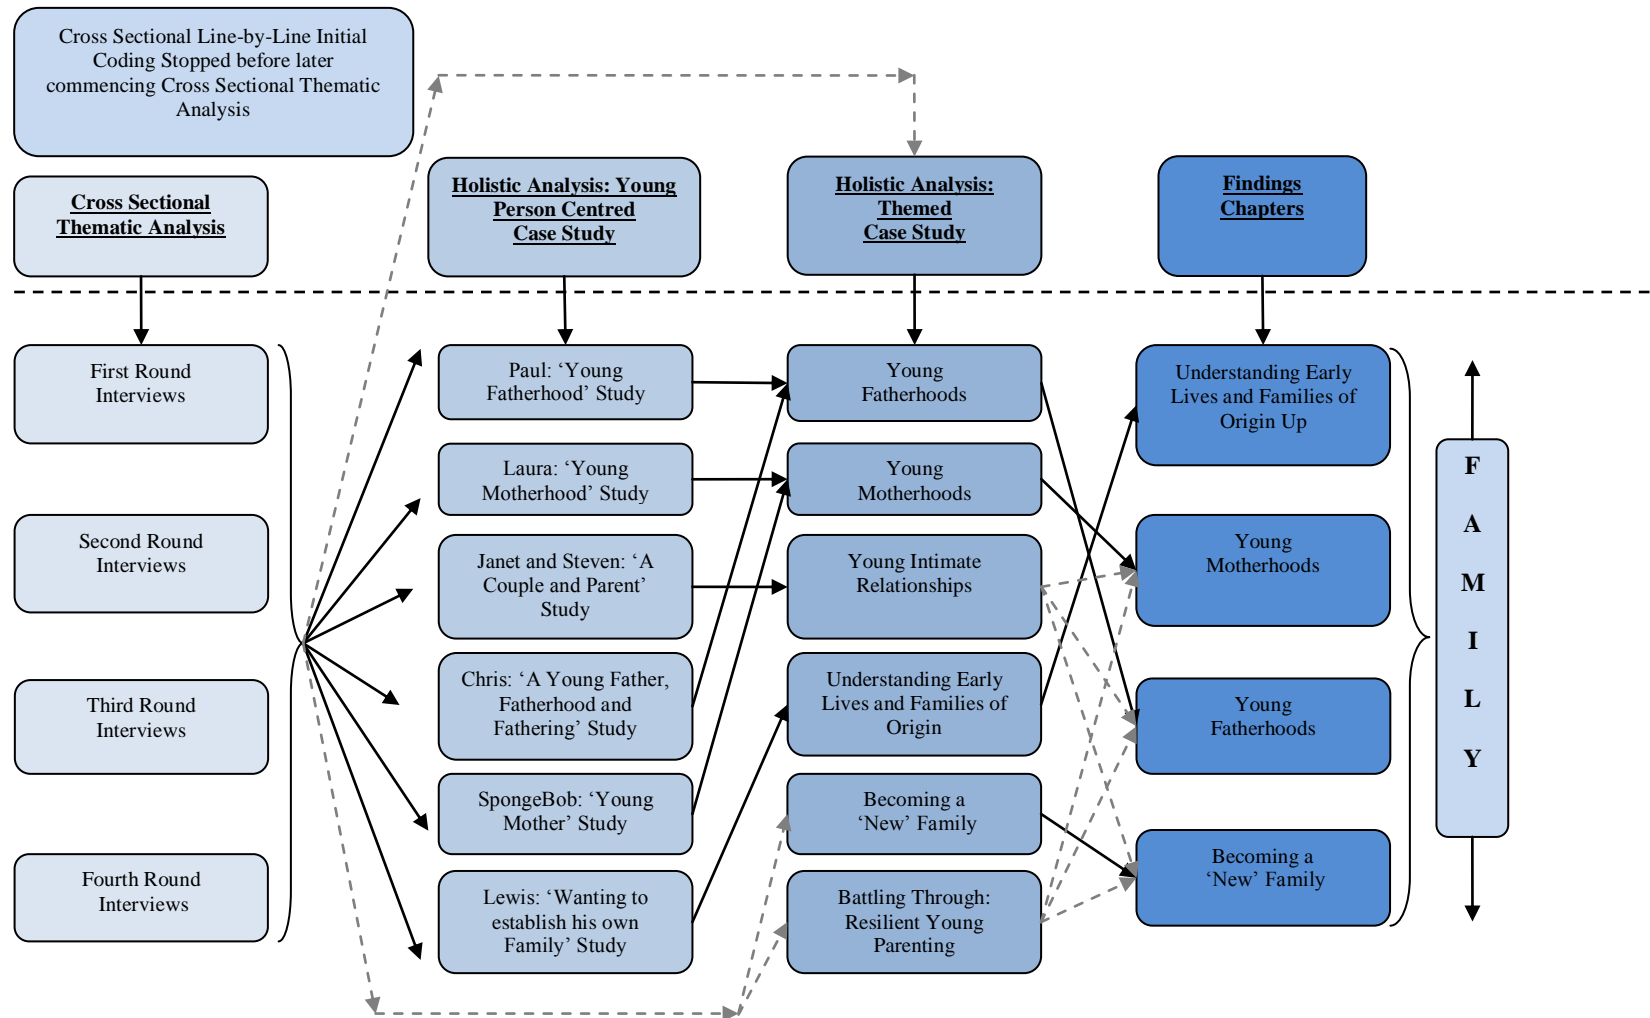 Cross Sectional Line-by-Line Initial
Coding Stopped before later
commencing Cross Sectional Thematic
Analysis
Cross Sectional
Thematic Analysis
Holistic Analysis: Young
Person Centred
Case Study
Holistic Analysis:
Themed
Case Study
Findings
Chapters
First Round
Interviews
Second Round
Interviews
Third Round
Interviews
Fourth Round
Interviews
Paul: ‘Young
Fatherhood’ Study
Laura: ‘Young
Motherhood’ Study
Janet and Steven: ‘A
Couple and Parent’
Study
Chris: ‘A Young Father,
Fatherhood and
Fathering’ Study
SpongeBob: ‘Young
Mother’ Study
Lewis: ‘Wanting to
establish his own
Family’ Study
Young
Fatherhoods
Young
Motherhoods
Young Intimate
Relationships
Understanding Early
Lives and Families of
Origin
Becoming a
‘New’ Family
Battling Through:
Resilient Young
Parenting
Understanding Early
Lives and Families of
Origin Up
Young
Motherhoods
Young
Fatherhoods
Becoming a
‘New’ Family
F
A
M
I
L
Y